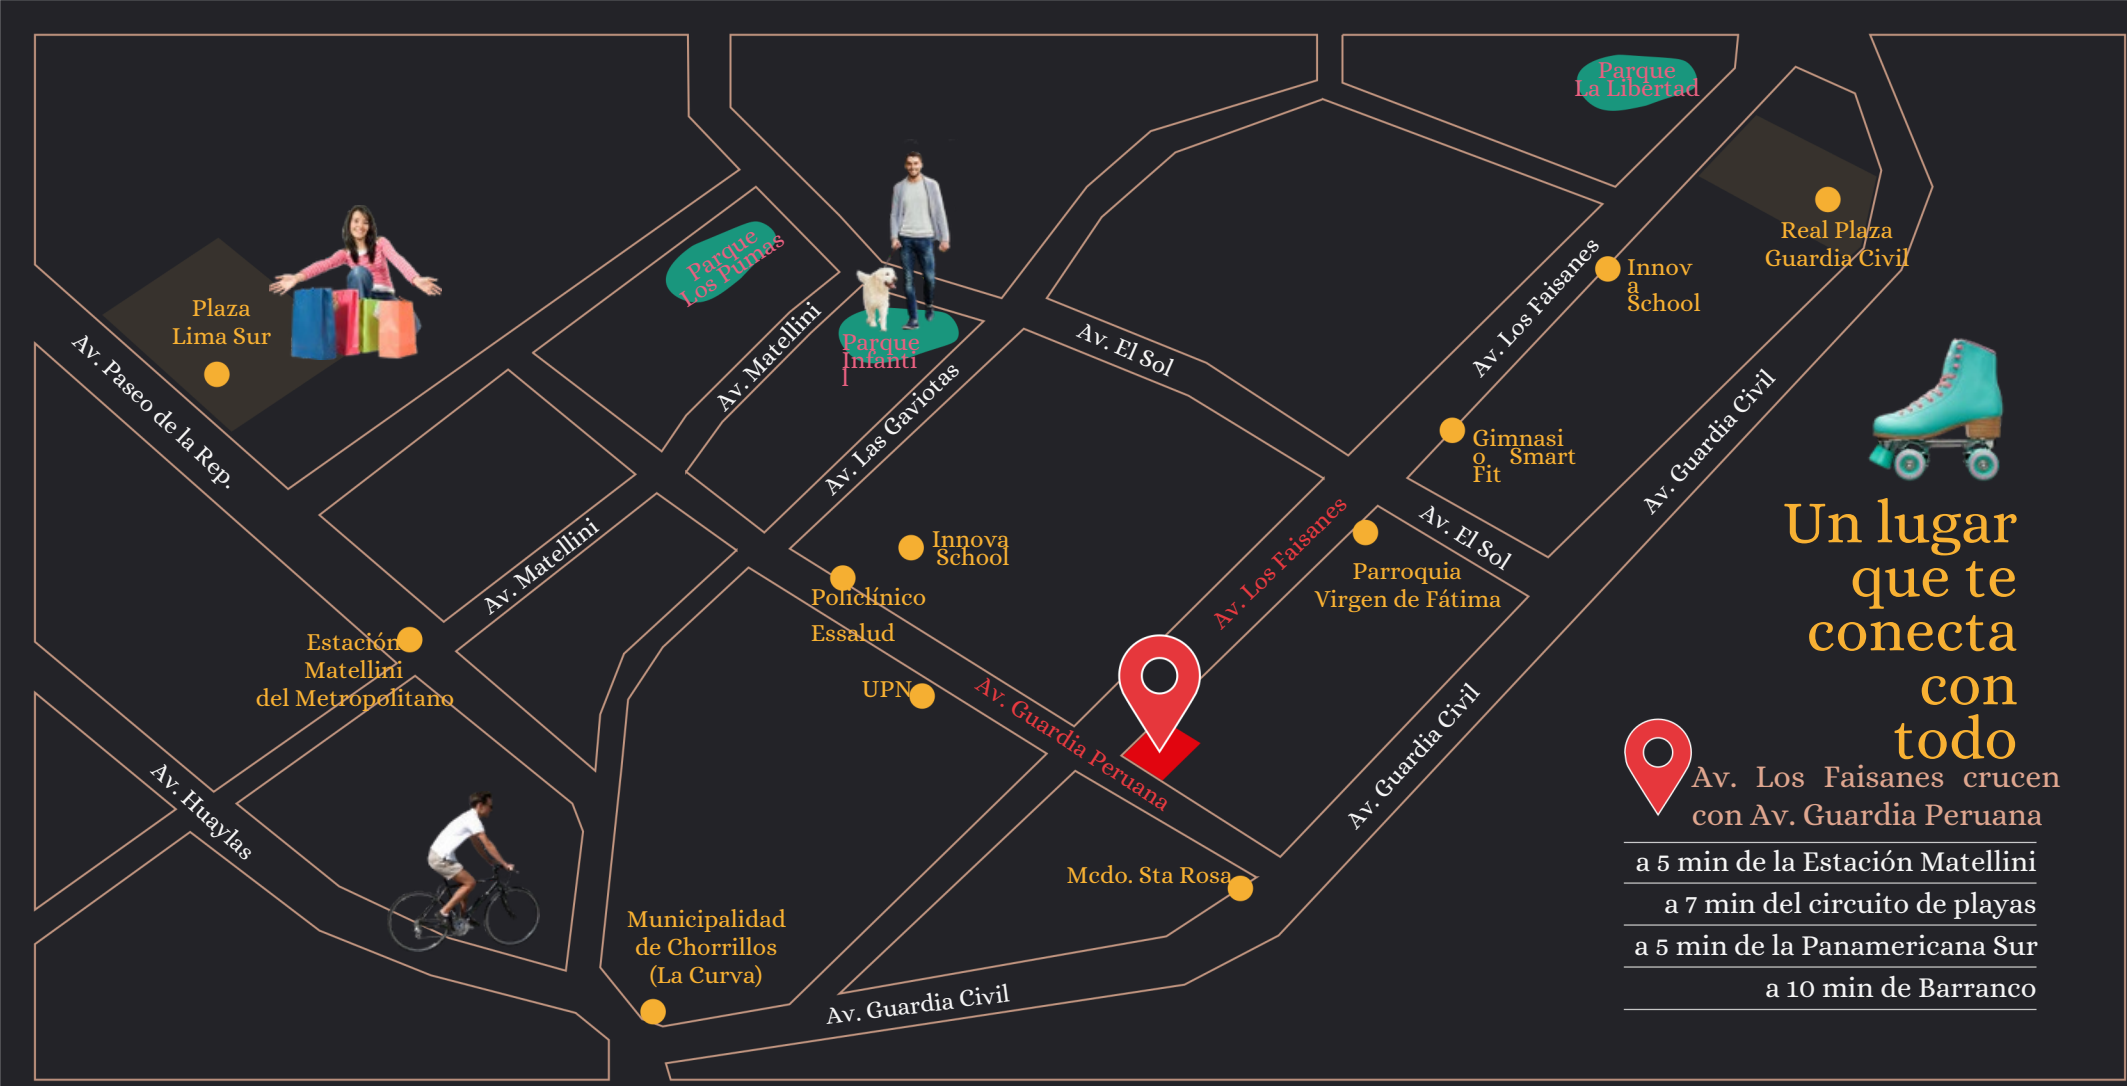 Parque
La Libertad
Parque
Los Pumas
Real Plaza
Guardia Civil
Innov
a
School
Plaza
Lima Sur
Av. Paseo de la Rep.
Av. Matellini
Parque
Infanti
l
Av. Las Gaviotas
Av. El Sol
Av. Los Faisanes
Gimnasi
o Smart
Fit
Av. Guardia Civil
Av. El Sol
Av. Los Faisanes
Parroquia
Virgen de Fátima
Innova
School
Policlínico
Essalud
Av. Matellini
Estación
Matellini
del Metropolitano
UPN
Av. Guardia Peruana
Av. Guardia Civil
Av. Huaylas
Mcdo. Sta Rosa
Municipalidad
de Chorrillos
(La Curva)
Av. Guardia Civil
Un lugar
que te
conecta
con
todo
Av. Los Faisanes crucen
con Av. Guardia Peruana
a 5 min de la Estación Matellini
a 7 min del circuito de playas
a 5 min de la Panamericana Sur
a 10 min de Barranco